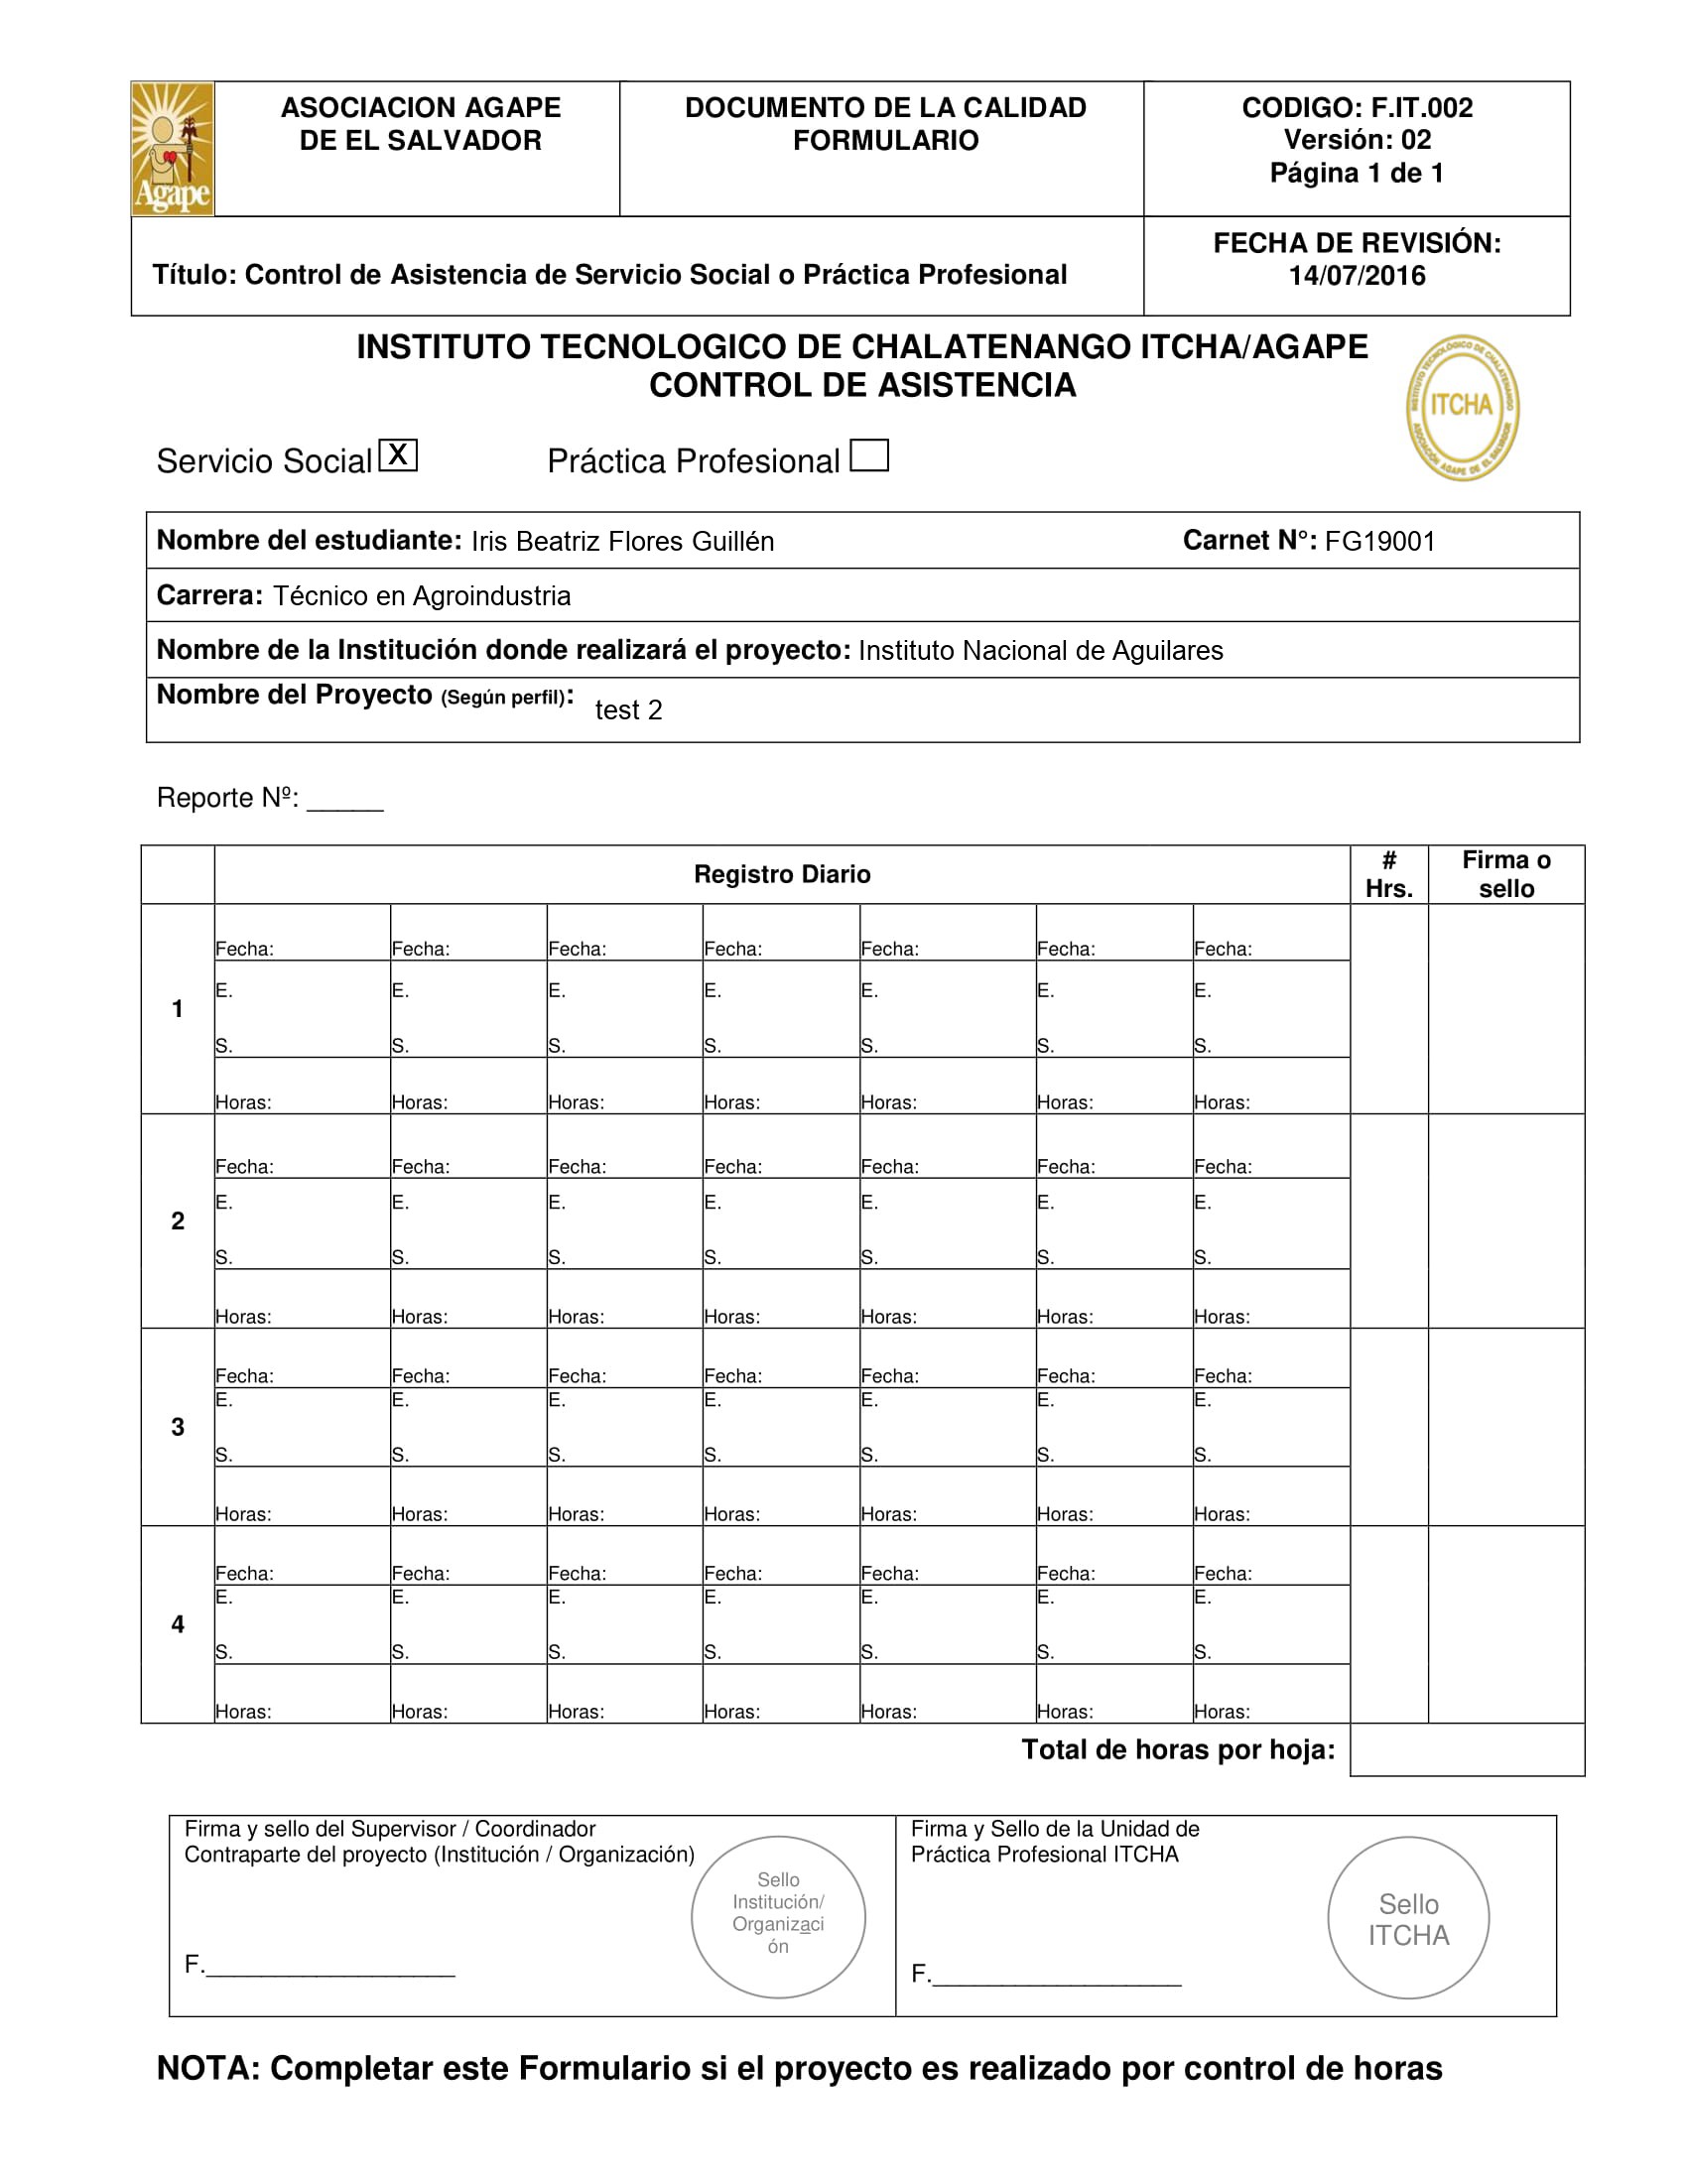 Agape
ASOCIACION AGAPE
DE EL SALVADOR
DOCUMENTO DE LA CALIDAD
FORMULARIO
CODIGO: F.IT.002
Versión: 02
Página 1 de 1
Título: Control de Asistencia de Servicio Social o Práctica Profesional
FECHA DE REVISIÓN:
14/07/2016
INSTITUTO TECNOLOGICO DE CHALATENANGO ITCHA/AGAPE
CONTROL DE ASISTENCIA
INSTITUTO TECNOLÓGICO DE CHALATENANGO
ITCHA
ASOCIACIÓN AGAPE DE EL SALVADOR
Servicio Social X Práctica Profesional
Nombre del estudiante: Iris Beatriz Flores Guillén Carnet N°: FG19001
Carrera: Técnico en Agroindustria
Nombre de la Institución donde realizará el proyecto: Instituto Nacional de Aguilares
Nombre del Proyecto (Según perfil): test 2
Reporte Nº: _____
Registro Diario # Hrs. Firma o sello
Fecha: Fecha: Fecha: Fecha: Fecha: Fecha: Fecha:
1
E. E. E. E. E. E. E.
S. S. S. S. S. S. S.
Horas: Horas: Horas: Horas: Horas: Horas: Horas:
Fecha: Fecha: Fecha: Fecha: Fecha: Fecha: Fecha:
2
E. E. E. E. E. E. E.
S. S. S. S. S. S. S.
Horas: Horas: Horas: Horas: Horas: Horas: Horas:
Fecha: Fecha: Fecha: Fecha: Fecha: Fecha: Fecha:
3
E. E. E. E. E. E. E.
S. S. S. S. S. S. S.
Horas: Horas: Horas: Horas: Horas: Horas: Horas:
Fecha: Fecha: Fecha: Fecha: Fecha: Fecha: Fecha:
4
E. E. E. E. E. E. E.
S. S. S. S. S. S. S.
Horas: Horas: Horas: Horas: Horas: Horas: Horas:
Total de horas por hoja:
Firma y sello del Supervisor / Coordinador
Contraparte del proyecto (Institución / Organización)
Sello
Institución/
Organizaci
ón
F.____________________
Firma y Sello de la Unidad de
Práctica Profesional ITCHA
Sello
ITCHA
F.____________________
NOTA: Completar este Formulario si el proyecto es realizado por control de horas